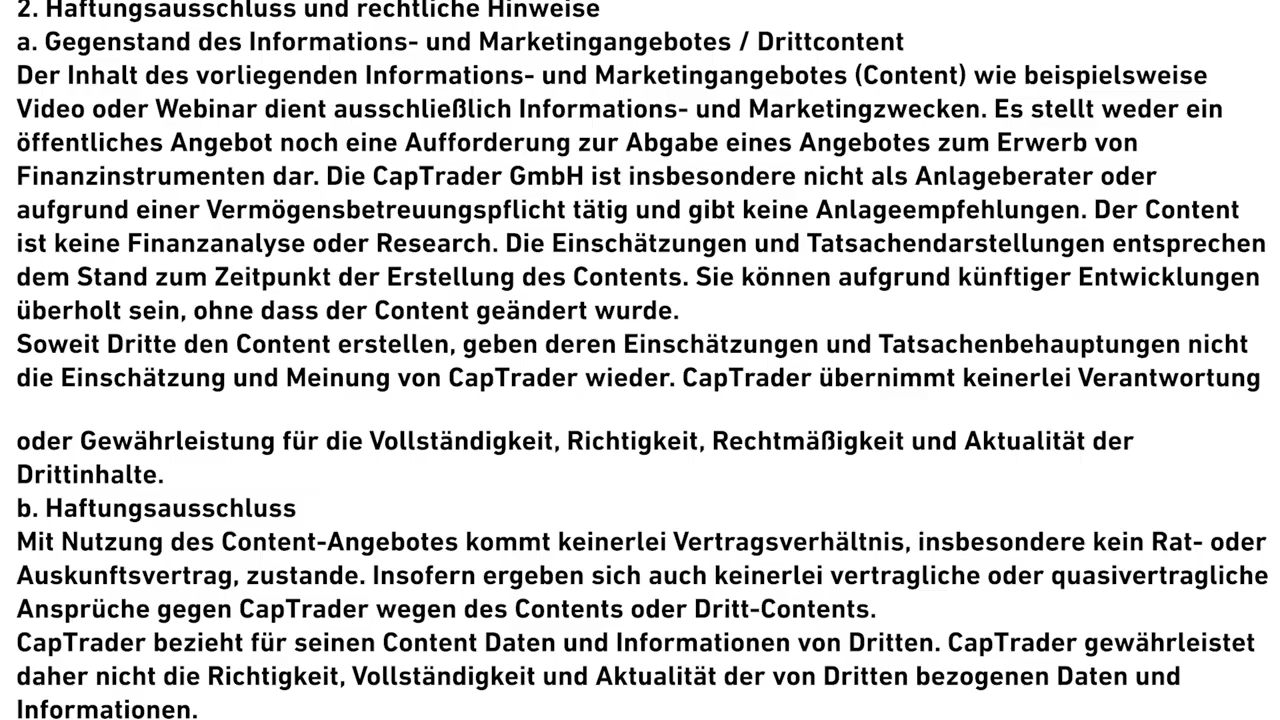 2. Haftungsausschluss und rechtliche Hinweise
a. Gegenstand des Informations- und Marketingangebotes / Drittcontent
Der Inhalt des vorliegenden Informations- und Marketingangebotes (Content) wie beispielsweise
Video oder Webinar dient ausschließlich Informations- und Marketingzwecken. Es stellt weder ein
öffentliches Angebot noch eine Aufforderung zur Abgabe eines Angebotes zum Erwerb von
Finanzinstrumenten dar. Die CapTrader GmbH ist insbesondere nicht als Anlageberater oder
aufgrund einer Vermögensbetreuungspflicht tätig und gibt keine Anlageempfehlungen. Der Content
ist keine Finanzanalyse oder Research. Die Einschätzungen und Tatsachendarstellungen entsprechen
dem Stand zum Zeitpunkt der Erstellung des Contents. Sie können aufgrund künftiger Entwicklungen
überholt sein, ohne dass der Content geändert wurde.
Soweit Dritte den Content erstellen, geben deren Einschätzungen und Tatsachenbehauptungen nicht
die Einschätzung und Meinung von CapTrader wieder. CapTrader übernimmt keinerlei Verantwortung
oder Gewährleistung für die Vollständigkeit, Richtigkeit, Rechtmäßigkeit und Aktualität der
Drittinhalte.
b. Haftungsausschluss
Mit Nutzung des Content-Angebotes kommt keinerlei Vertragsverhältnis, insbesondere kein Rat- oder
Auskunftsvertrag, zustande. Insofern ergeben sich auch keinerlei vertragliche oder quasivertragliche
Ansprüche gegen CapTrader wegen des Contents oder Dritt-Contents.
CapTrader bezieht für seinen Content Daten und Informationen von Dritten. CapTrader gewährleistet
daher nicht die Richtigkeit, Vollständigkeit und Aktualität der von Dritten bezogenen Daten und
Informationen.